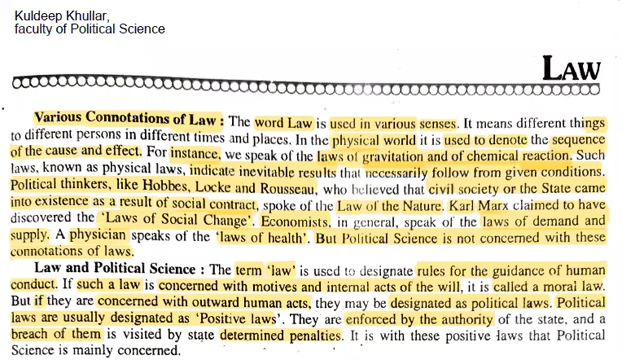 Kuldeep Khullar,
faculty of Political Science
LAW
Various Connotations of Law : The word Law is used in various senses. It means different things
to different persons in different times and places. In the physical world it is used to denote the sequence
of the cause and effect. For instance, we speak of the laws of gravitation and of chemical reaction. Such
laws, known as physical laws, indicate inevitable results that necessarily follow from given conditions.
Political thinkers, like Hobbes, Locke and Rousseau, who believed that civil society or the State came
into existence as a result of social contract, spoke of the Law of the Nature. Karl Marx claimed to have
discovered the 'Laws of Social Change'. Economists, in general, speak of the laws of demand and
supply. A physician speaks of the 'laws of health'. But Political Science is not concerned with these
connotations of laws.
Law and Political Science : The term 'law' is used to designate rules for the guidance of human
conduct. If such a law is concerned with motives and internal acts of the will, it is called a moral law.
But if they are concerned with outward human acts, they may be designated as political laws. Political
laws are usually designated as 'Positive laws'. They are enforced by the authority of the state, and a
breach of them is visited by state determined penalties. It is with these positive laws that Political
Science is mainly concerned.